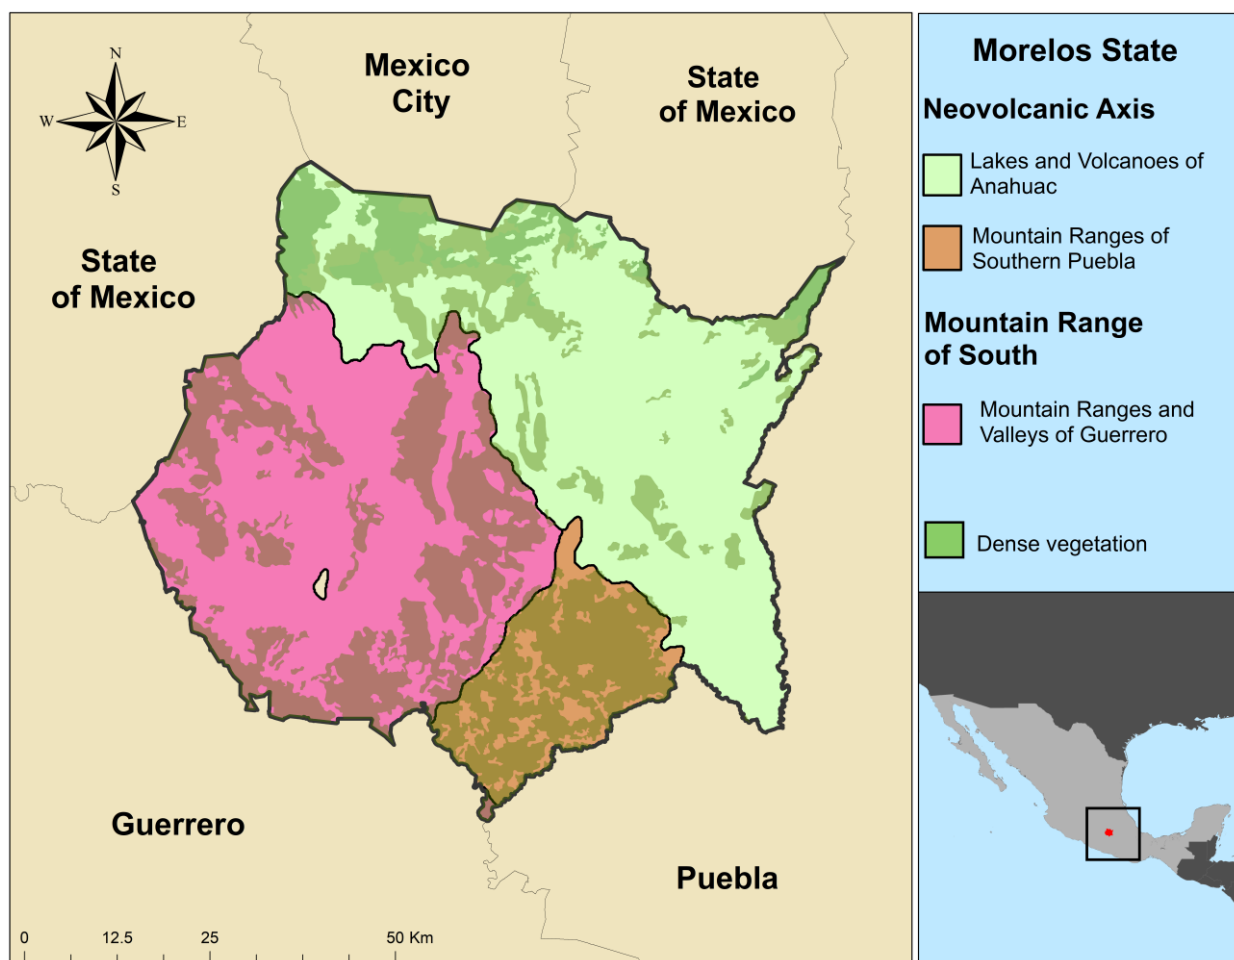 N
W
E
S
Mexico
City
State
of Mexico
State
of Mexico
Guerrero
Puebla
0 12.5 25 50 Km
Morelos State
Neovolcanic Axis
Lakes and Volcanoes of
Anahuac
Mountain Ranges of
Southern Puebla
Mountain Range
of South
Mountain Ranges and
Valleys of Guerrero
Dense vegetation